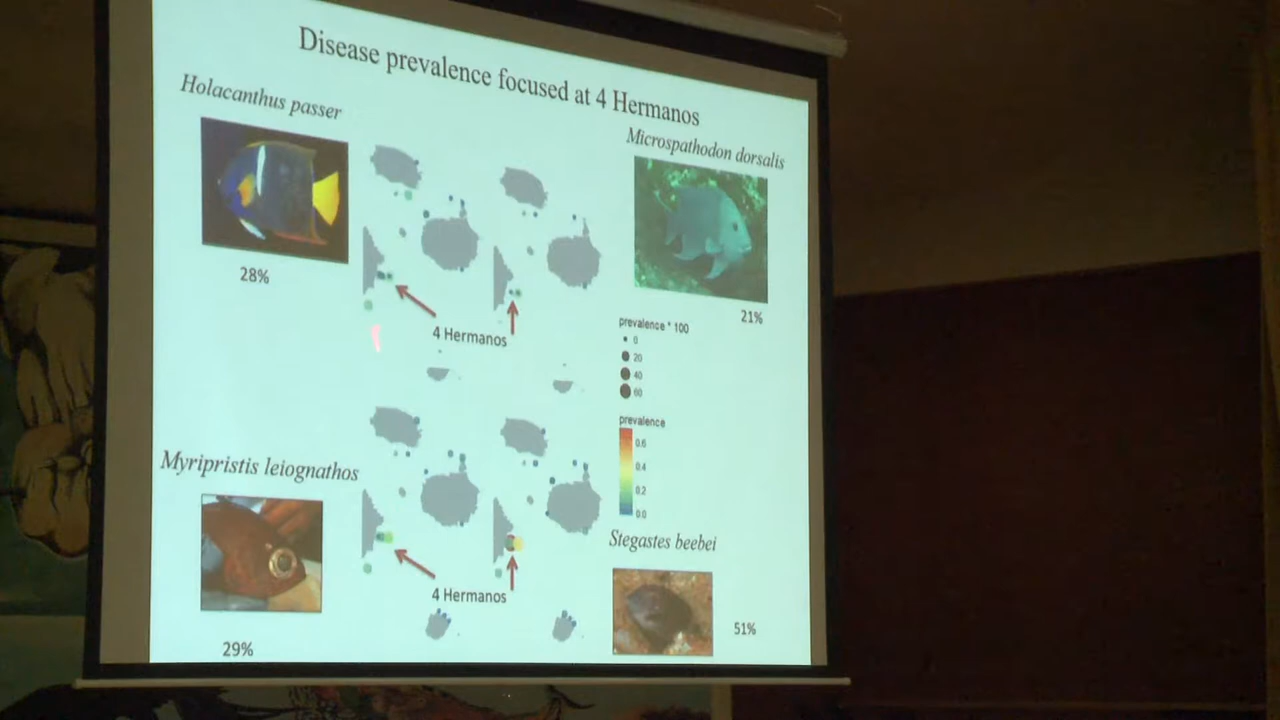 Disease prevalence focused at 4 Hermanos
Holacanthus passer
28%
Microspathodon dorsalis
21%
4 Hermanos
prevalence * 100
0
20
40
60
prevalence
0.6
0.4
0.2
0.0
Myripristis leiognathos
29%
4 Hermanos
Stegastes beebei
51%